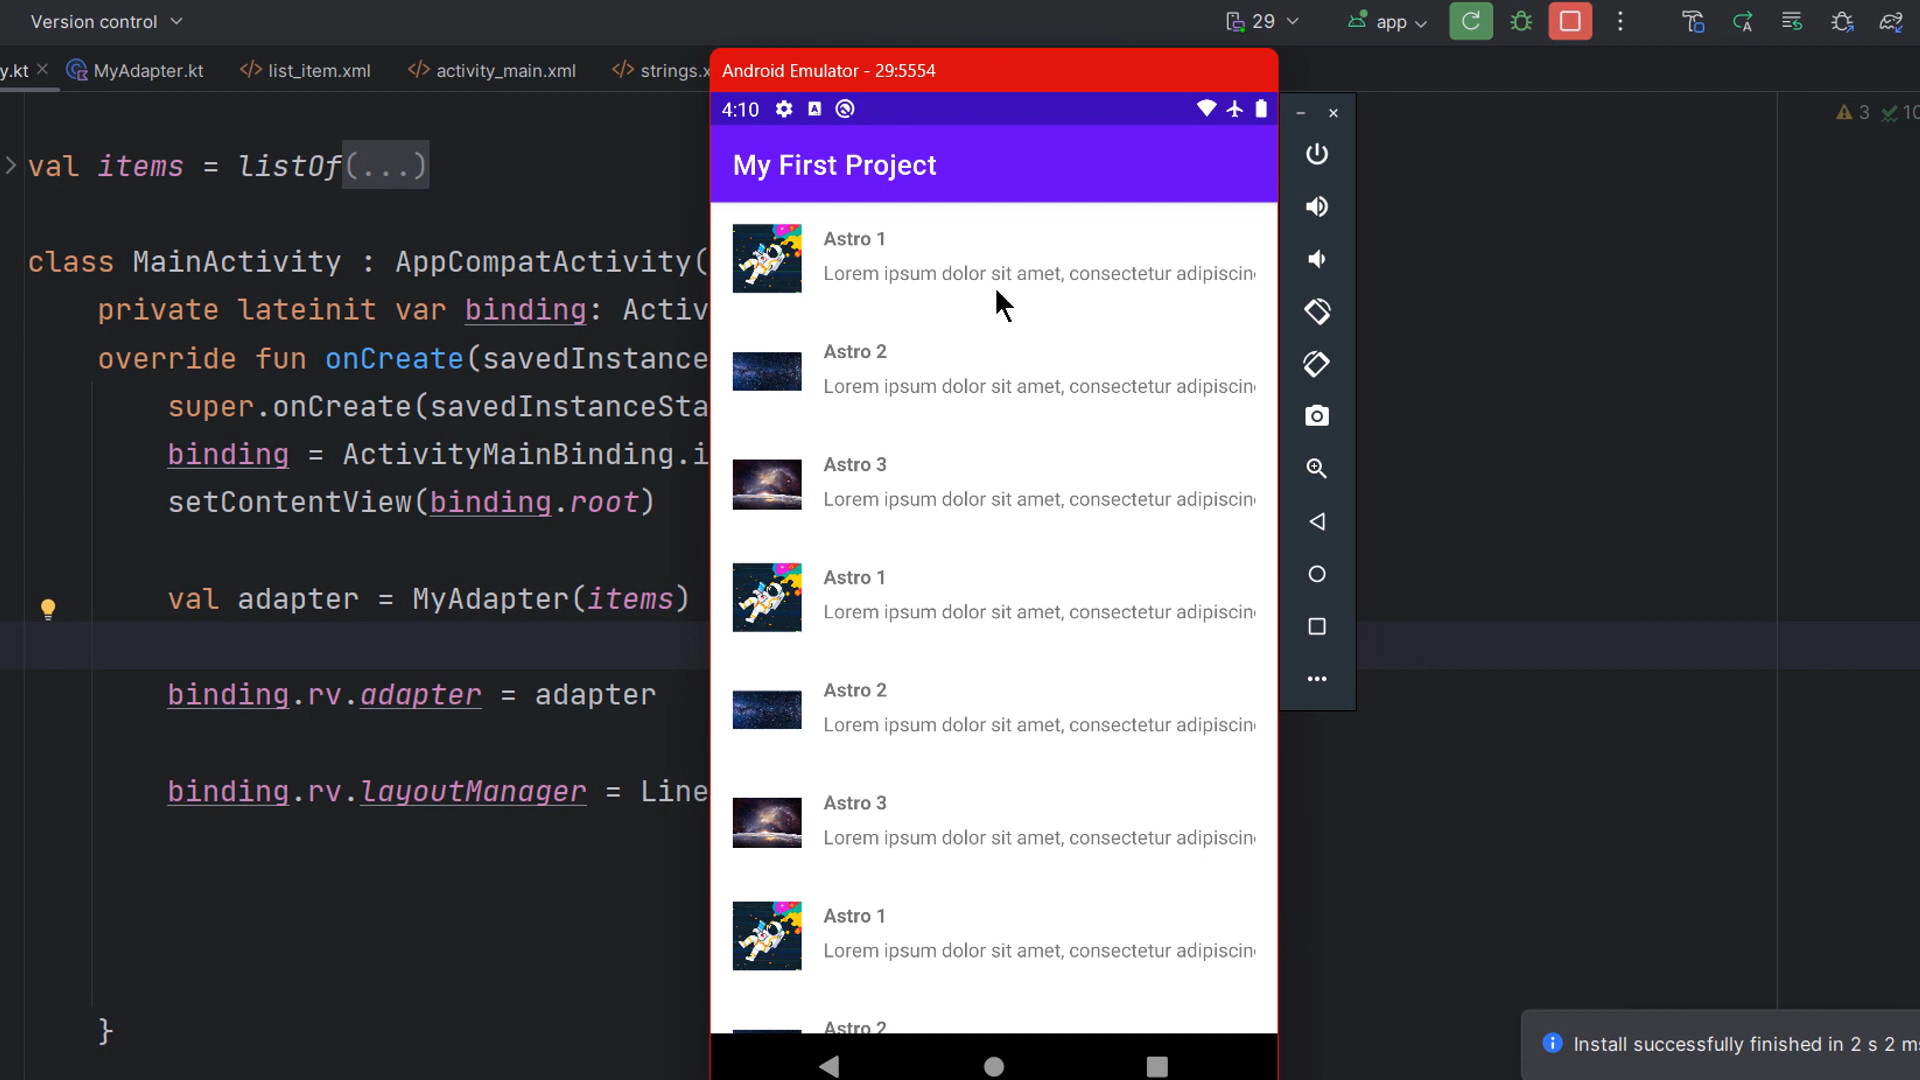 Version control
29
app
y.kt
MyAdapter.kt
list_item.xml
activity_main.xml
strings.x
3
10
val items = listOf(...)
class MainActivity : AppCompatActivity(
private lateinit var binding: Activ
override fun onCreate(savedInstance
super.onCreate(savedInstanceSta
binding = ActivityMainBinding.i
setContentView(binding.root)
val adapter = MyAdapter(items)
binding.rv.adapter = adapter
binding.rv.layoutManager = Line
}
Android Emulator - 29:5554
4:10
My First Project
Astro 1
Lorem ipsum dolor sit amet, consectetur adipiscin
Astro 2
Lorem ipsum dolor sit amet, consectetur adipiscin
Astro 3
Lorem ipsum dolor sit amet, consectetur adipiscin
Astro 1
Lorem ipsum dolor sit amet, consectetur adipiscin
Astro 2
Lorem ipsum dolor sit amet, consectetur adipiscin
Astro 3
Lorem ipsum dolor sit amet, consectetur adipiscin
Astro 1
Lorem ipsum dolor sit amet, consectetur adipiscin
Astro 2
Install successfully finished in 2 s 2 m